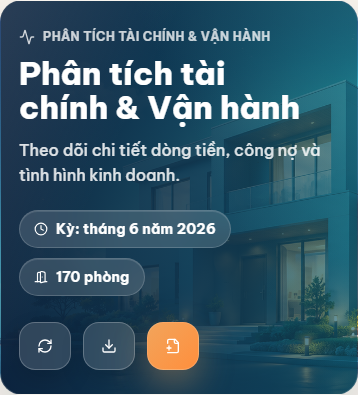 PHÂN TÍCH TÀI CHÍNH & VẬN HÀNH
Phân tích tài
chính & Vận hành
Theo dõi chi tiết dòng tiền, công nợ và
tình hình kinh doanh.
Kỳ: tháng 6 năm 2026
170 phòng